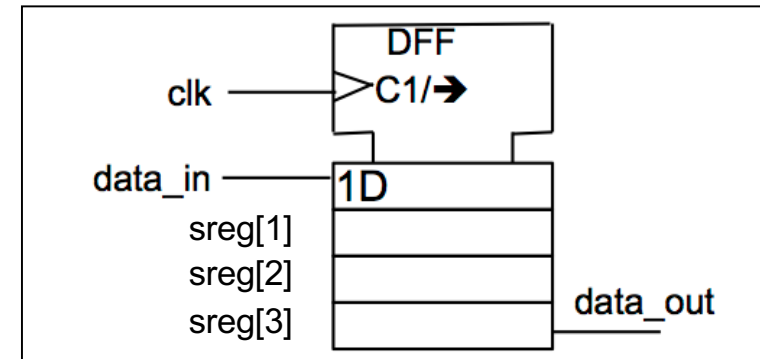 DFF
clk C1/➔
data_in 1D
sreg[1]
sreg[2]
sreg[3]
data_out